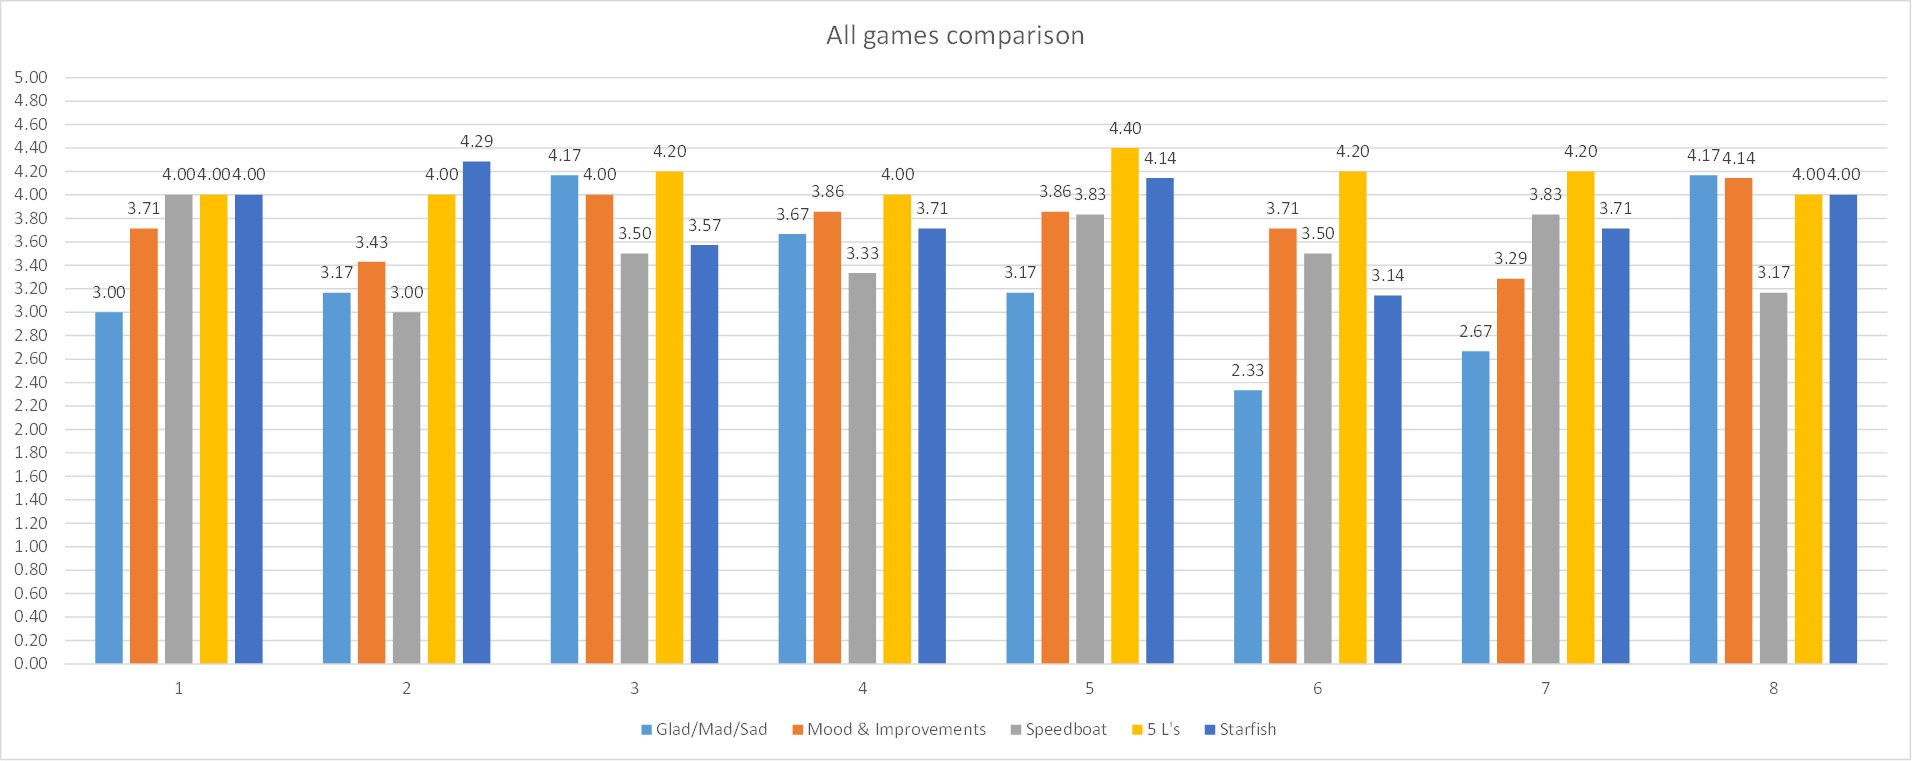 All games comparison
5.00
4.80
4.60
4.40
4.20
4.00
3.80
3.60
3.40
3.20
3.00
2.80
2.60
2.40
2.20
2.00
1.80
1.60
1.40
1.20
1.00
0.80
0.60
0.40
0.20
0.00
3.00 3.71 4.00 4.00 4.00
3.17 3.43 3.00 4.00 4.29
4.17 4.00 3.50 4.20 3.57
3.67 3.86 3.33 4.00 3.71
3.17 3.86 3.83 4.40 4.14
2.33 3.71 3.50 4.20 3.14
2.67 3.29 3.83 4.20 3.71
4.17 4.14 3.17 4.00 4.00
1 2 3 4 5 6 7 8
Glad/Mad/Sad Mood & Improvements Speedboat 5 L's Starfish